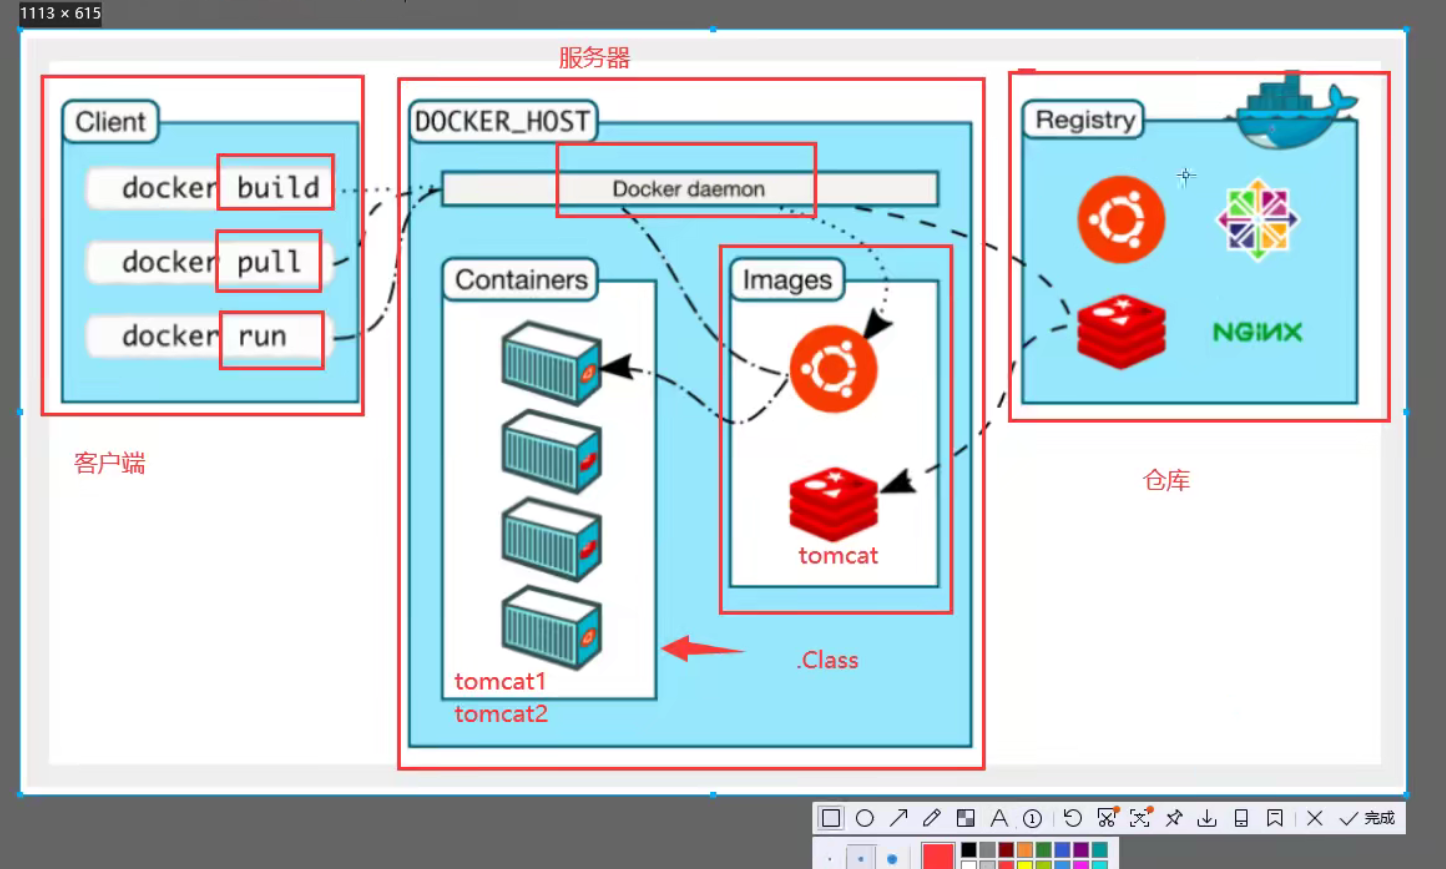 1113 × 615
服务器
Client
DOCKER_HOST
Registry
docker build
Docker daemon
docker pull
Containers
Images
docker run
NGiNX
客户端
仓库
tomcat
.Class
tomcat1
tomcat2
完成